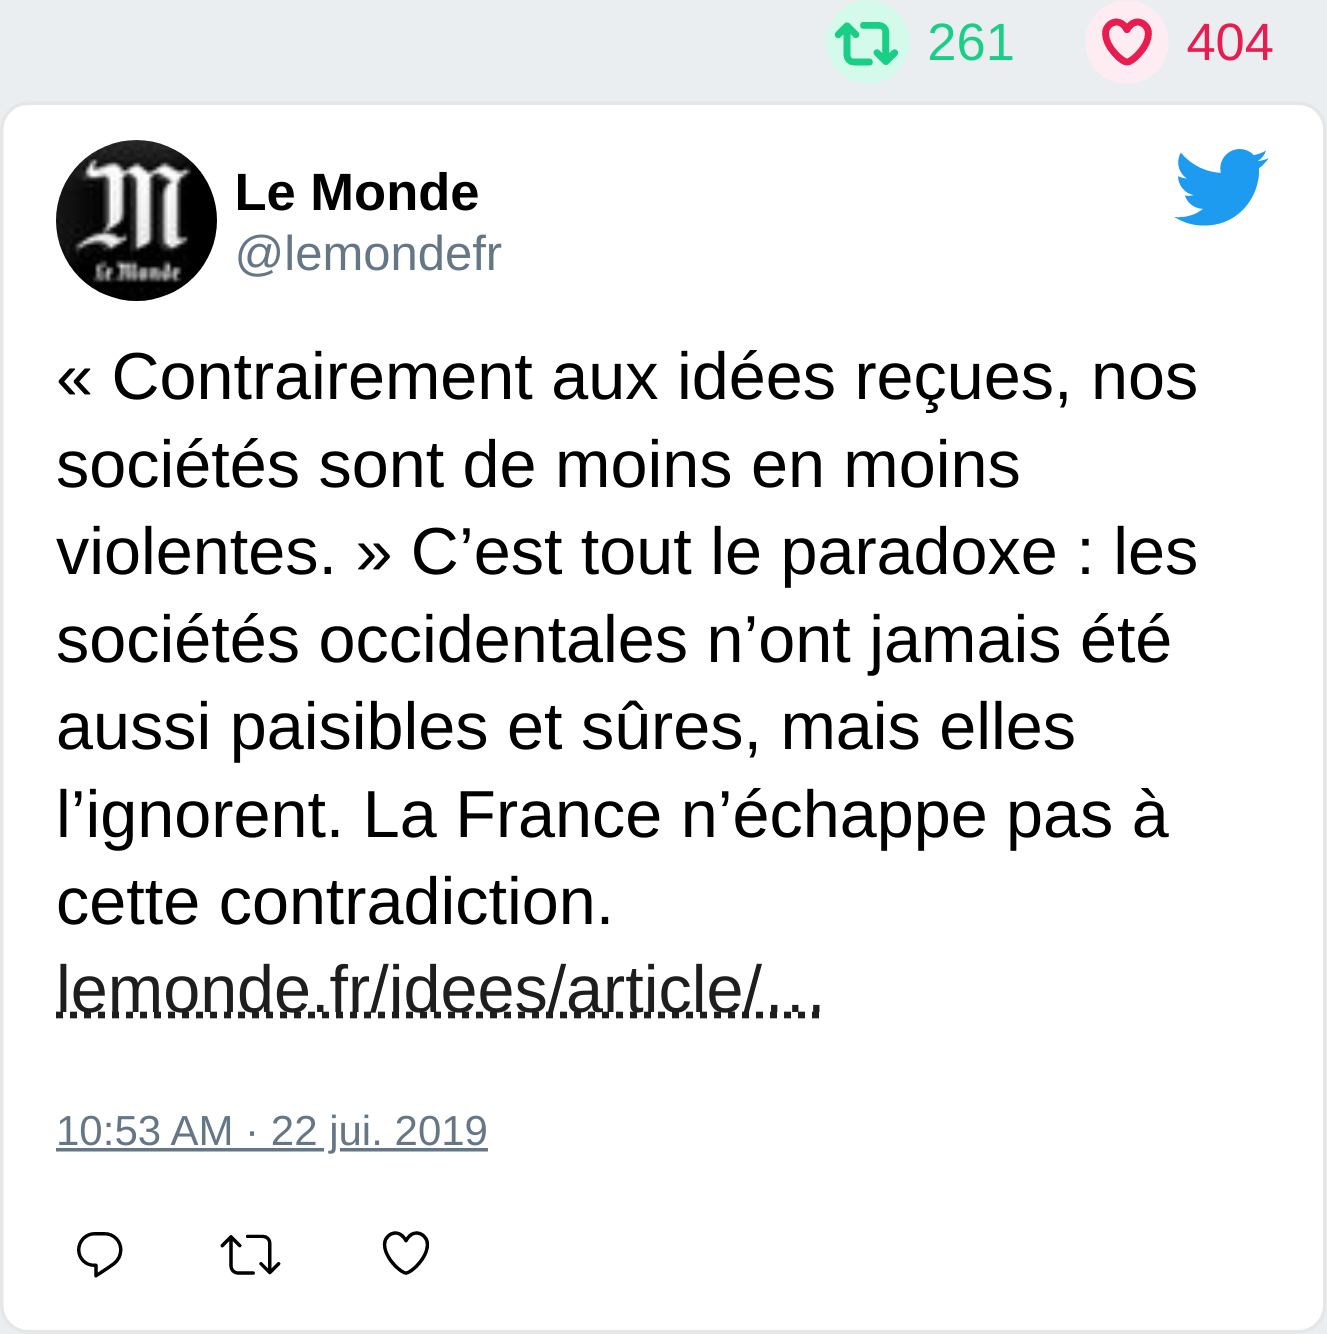 261 404
Le Monde
Le Monde
@lemondefr
« Contrairement aux idées reçues, nos
sociétés sont de moins en moins
violentes. » C’est tout le paradoxe : les
sociétés occidentales n’ont jamais été
aussi paisibles et sûres, mais elles
l’ignorent. La France n’échappe pas à
cette contradiction.
lemonde.fr/idees/article/…
10:53 AM · 22 jui. 2019